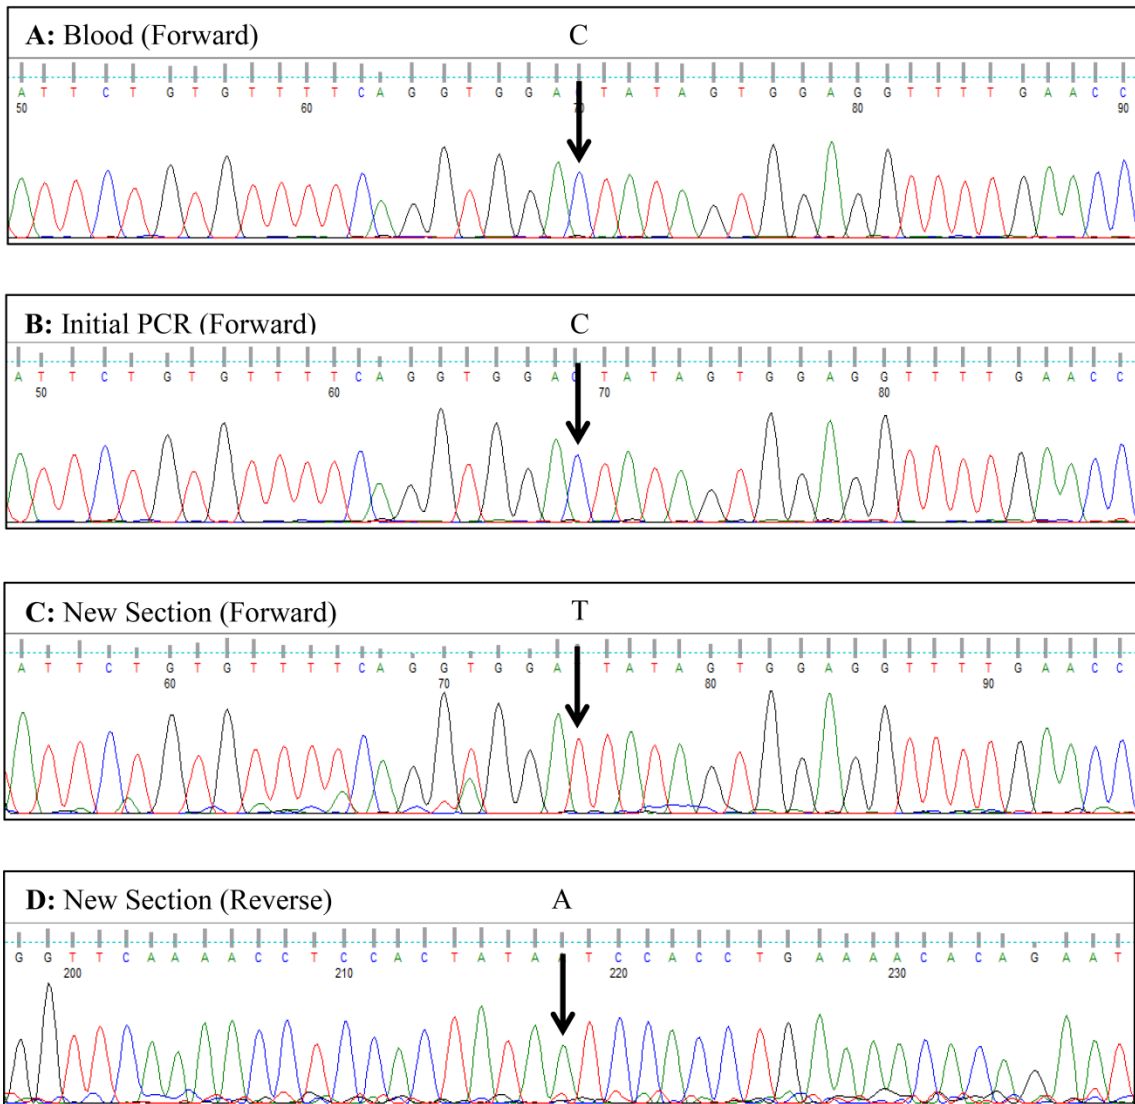 A: Blood (Forward) C
A T T C T G T G T T T T C A G G T G G A C T A T A G T G G A G G T T T T G A A C C
50 60 70 80 90
B: Initial PCR (Forward) C
A T T C T G T G T T T T C A G G T G G A C T A T A G T G G A G G T T T T G A A C C
50 60 70 80
C: New Section (Forward) T
A T T C T G T G T T T T C A G G T G G A T T A T A G T G G A G G T T T T G A A C C
60 70 80 90
D: New Section (Reverse) A
G G T T C A A A A C C T C C A C T A T A A T C C A C C T G A A A A C A C A G A A T
200 210 220 230